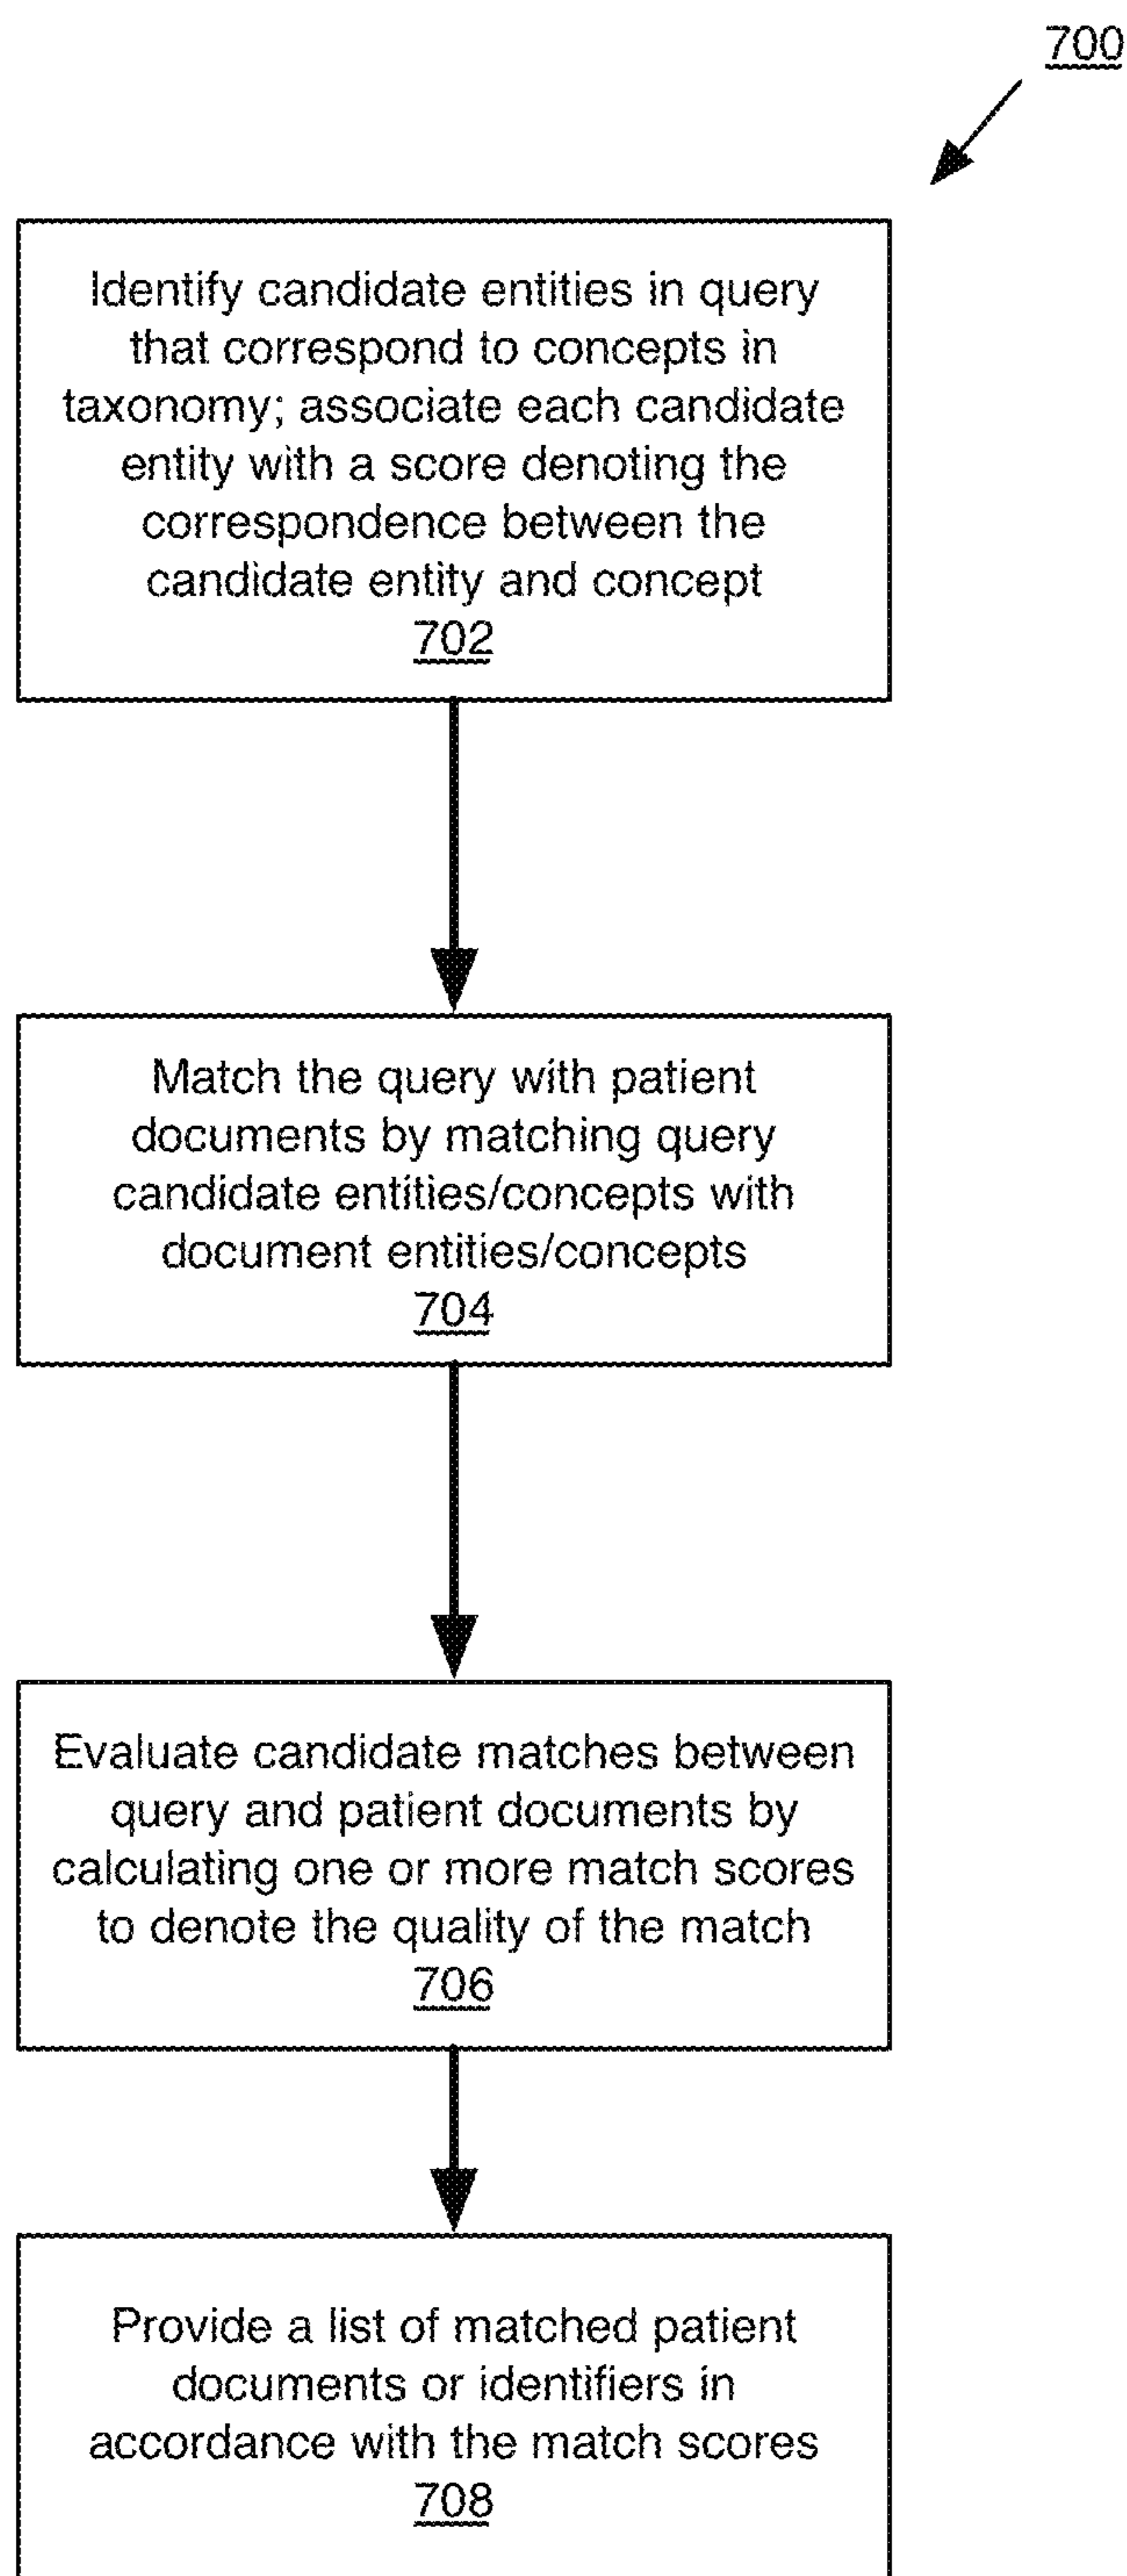 700
Identify candidate entities in query
that correspond to concepts in
taxonomy; associate each candidate
entity with a score denoting the
correspondence between the
candidate entity and concept
702
Match the query with patient
documents by matching query
candidate entities/concepts with
document entities/concepts
704
Evaluate candidate matches between
query and patient documents by
calculating one or more match scores
to denote the quality of the match
706
Provide a list of matched patient
documents or identifiers in
accordance with the match scores
708